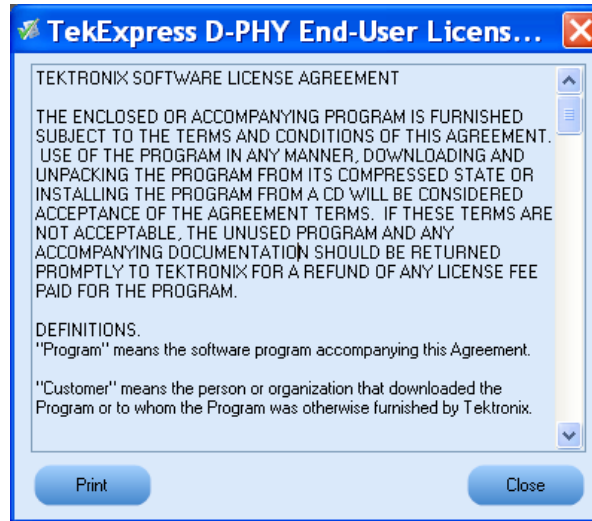 TekExpress D-PHY End-User Licens...
TEKTRONIX SOFTWARE LICENSE AGREEMENT
THE ENCLOSED OR ACCOMPANYING PROGRAM IS FURNISHED
SUBJECT TO THE TERMS AND CONDITIONS OF THIS AGREEMENT.
USE OF THE PROGRAM IN ANY MANNER, DOWNLOADING AND
UNPACKING THE PROGRAM FROM ITS COMPRESSED STATE OR
INSTALLING THE PROGRAM FROM A CD WILL BE CONSIDERED
ACCEPTANCE OF THE AGREEMENT TERMS. IF THESE TERMS ARE
NOT ACCEPTABLE, THE UNUSED PROGRAM AND ANY
ACCOMPANYING DOCUMENTATION SHOULD BE RETURNED
PROMPTLY TO TEKTRONIX FOR A REFUND OF ANY LICENSE FEE
PAID FOR THE PROGRAM.
DEFINITIONS.
"Program" means the software program accompanying this Agreement.
"Customer" means the person or organization that downloaded the
Program or to whom the Program was otherwise furnished by Tektronix.
Print
Close